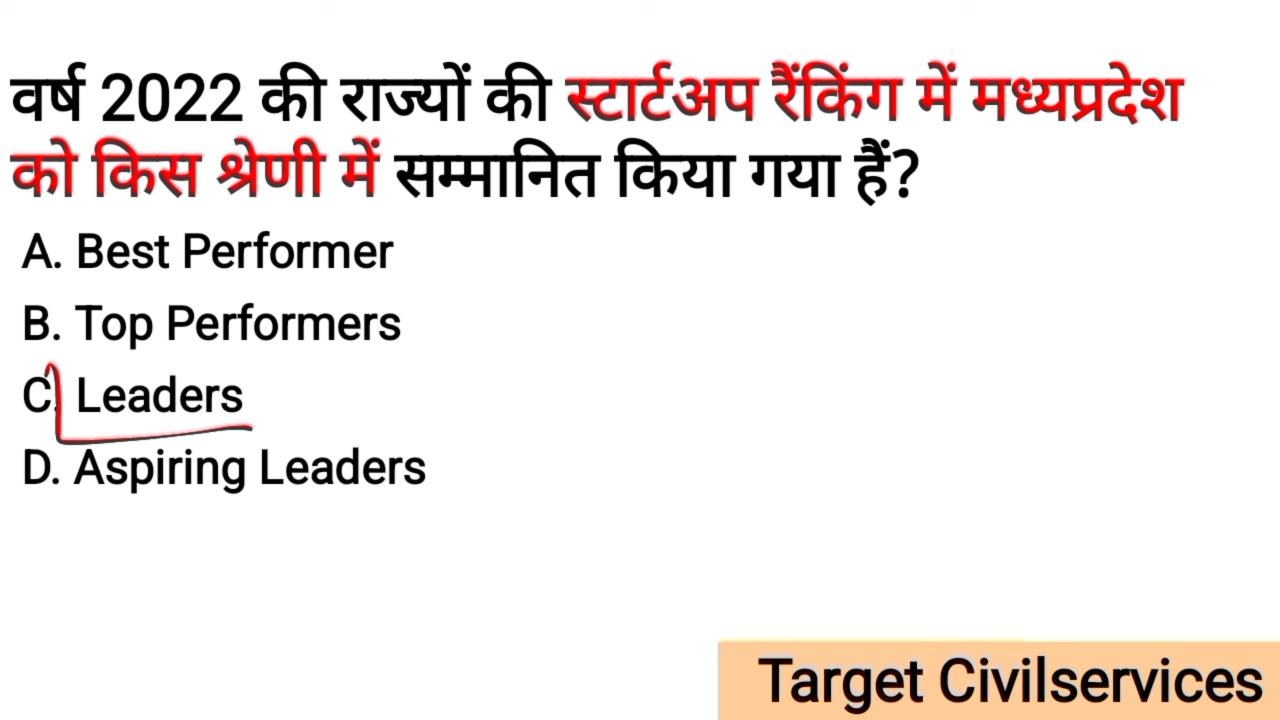 वर्ष 2022 की राज्यों की स्टार्टअप रैंकिंग में मध्यप्रदेश
को किस श्रेणी में सम्मानित किया गया हैं?
A. Best Performer
B. Top Performers
C. Leaders
D. Aspiring Leaders
Target Civilservices